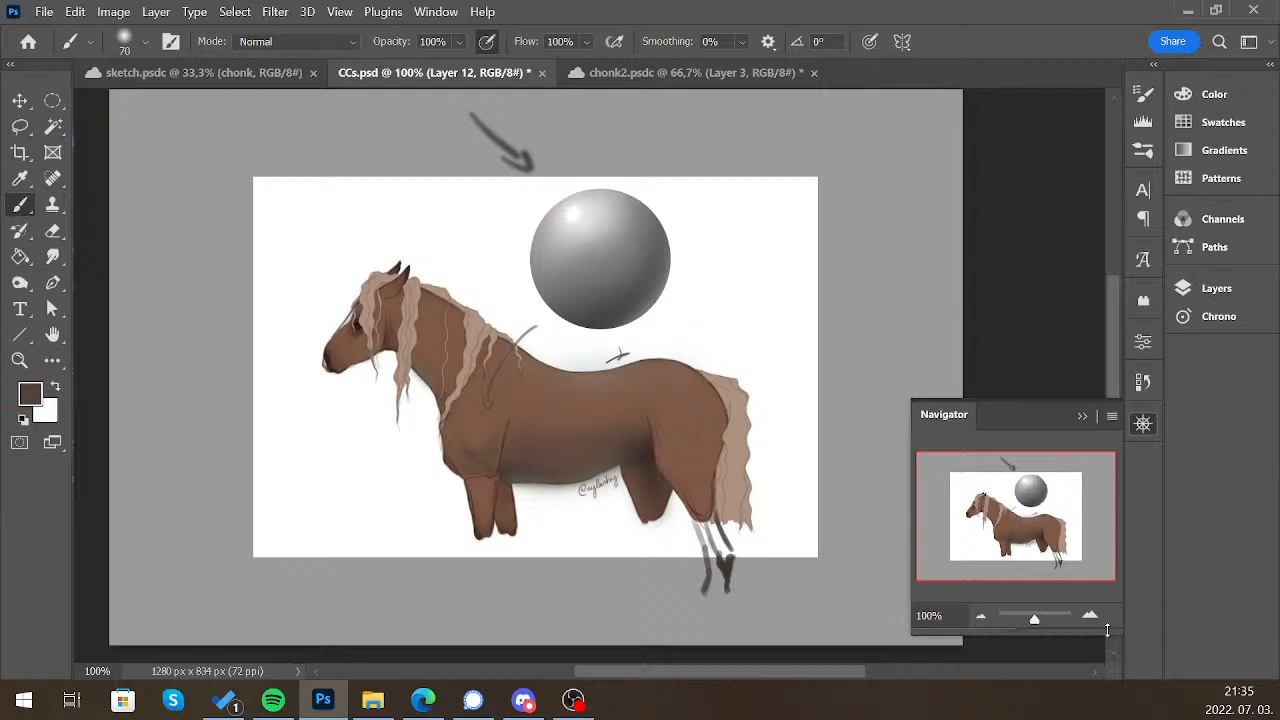 Ps File Edit Image Layer Type Select Filter 3D View Plugins Window Help
70 Mode: Normal Opacity: 100% Flow: 100% Smoothing: 0% 0° Share
sketch.psdc @ 33,3% (chonk, RGB/8#) CCs.psd @ 100% (Layer 12, RGB/8#) * chonk2.psdc @ 66,7% (Layer 3, RGB/8#) *
Color
Swatches
Gradients
Patterns
Channels
Paths
Layers
Chrono
Navigator
100%
100% 1280 px x 834 px (72 ppi)
1
21:35
2022. 07. 03.